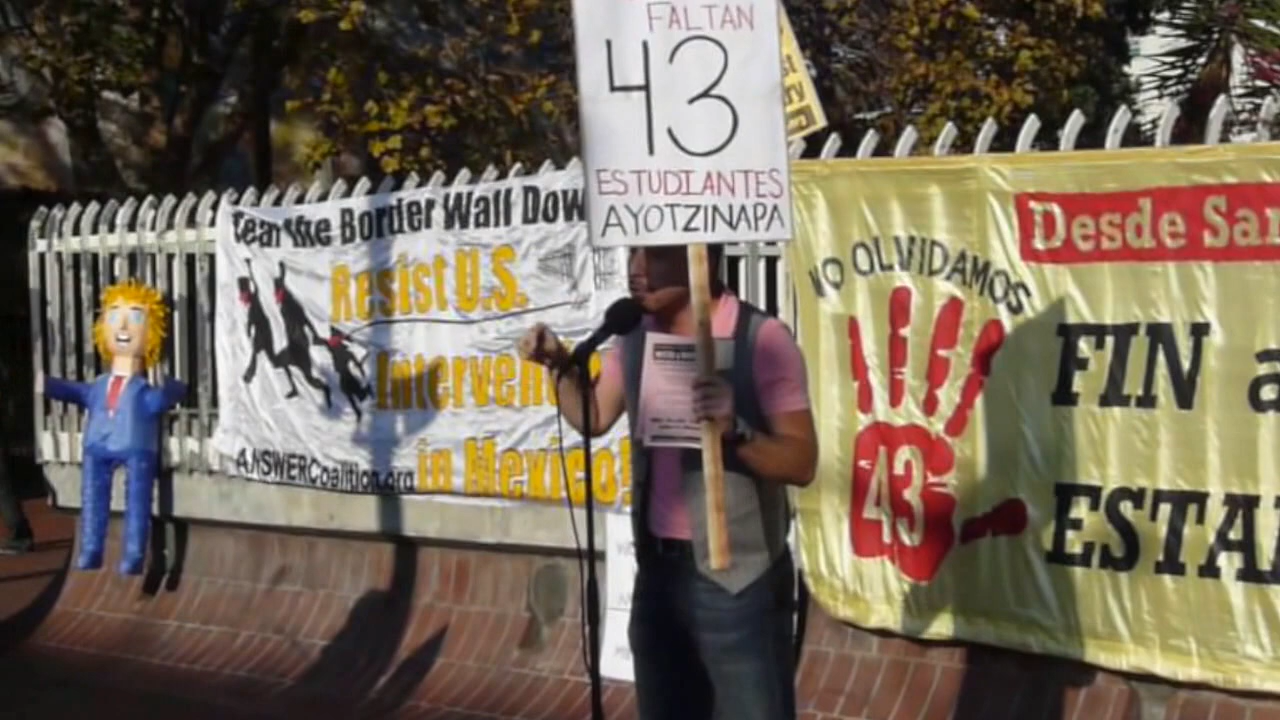 FALTAN
43
ESTUDIANTES
AYOTZINAPA
Tear the Border Wall Dow
Resist U.S.
Interven
in Mexico!
ANSWERCoalition.org
NO OLVIDAMOS
43
Desde San
FIN a
ESTA